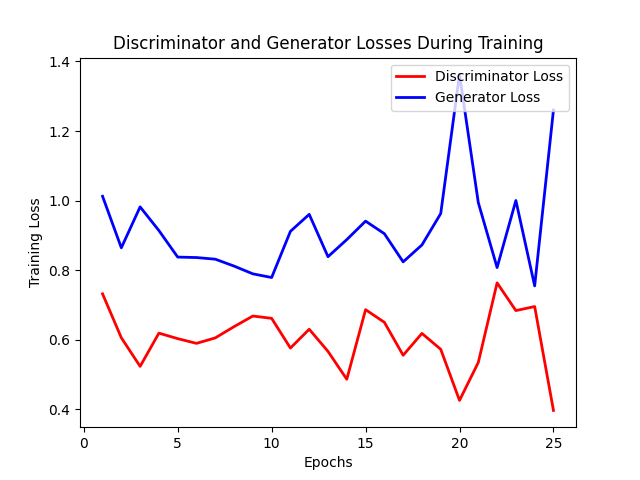 Discriminator and Generator Losses During Training
Discriminator Loss
Generator Loss
Training Loss
1.4
1.2
1.0
0.8
0.6
0.4
0
5
10
15
20
25
Epochs